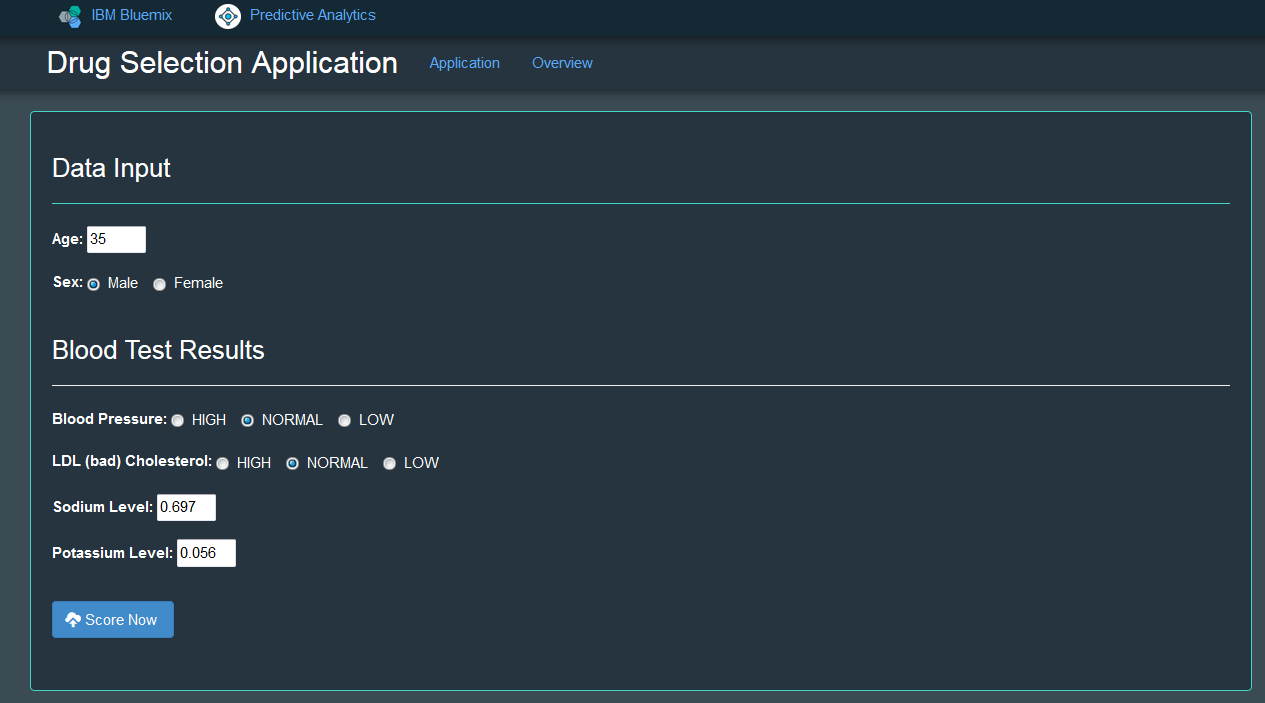 IBM Bluemix Predictive Analytics
Drug Selection Application Application Overview
Data Input
Age: 35
Sex: Male Female
Blood Test Results
Blood Pressure: HIGH NORMAL LOW
LDL (bad) Cholesterol: HIGH NORMAL LOW
Sodium Level: 0.697
Potassium Level: 0.056
Score Now